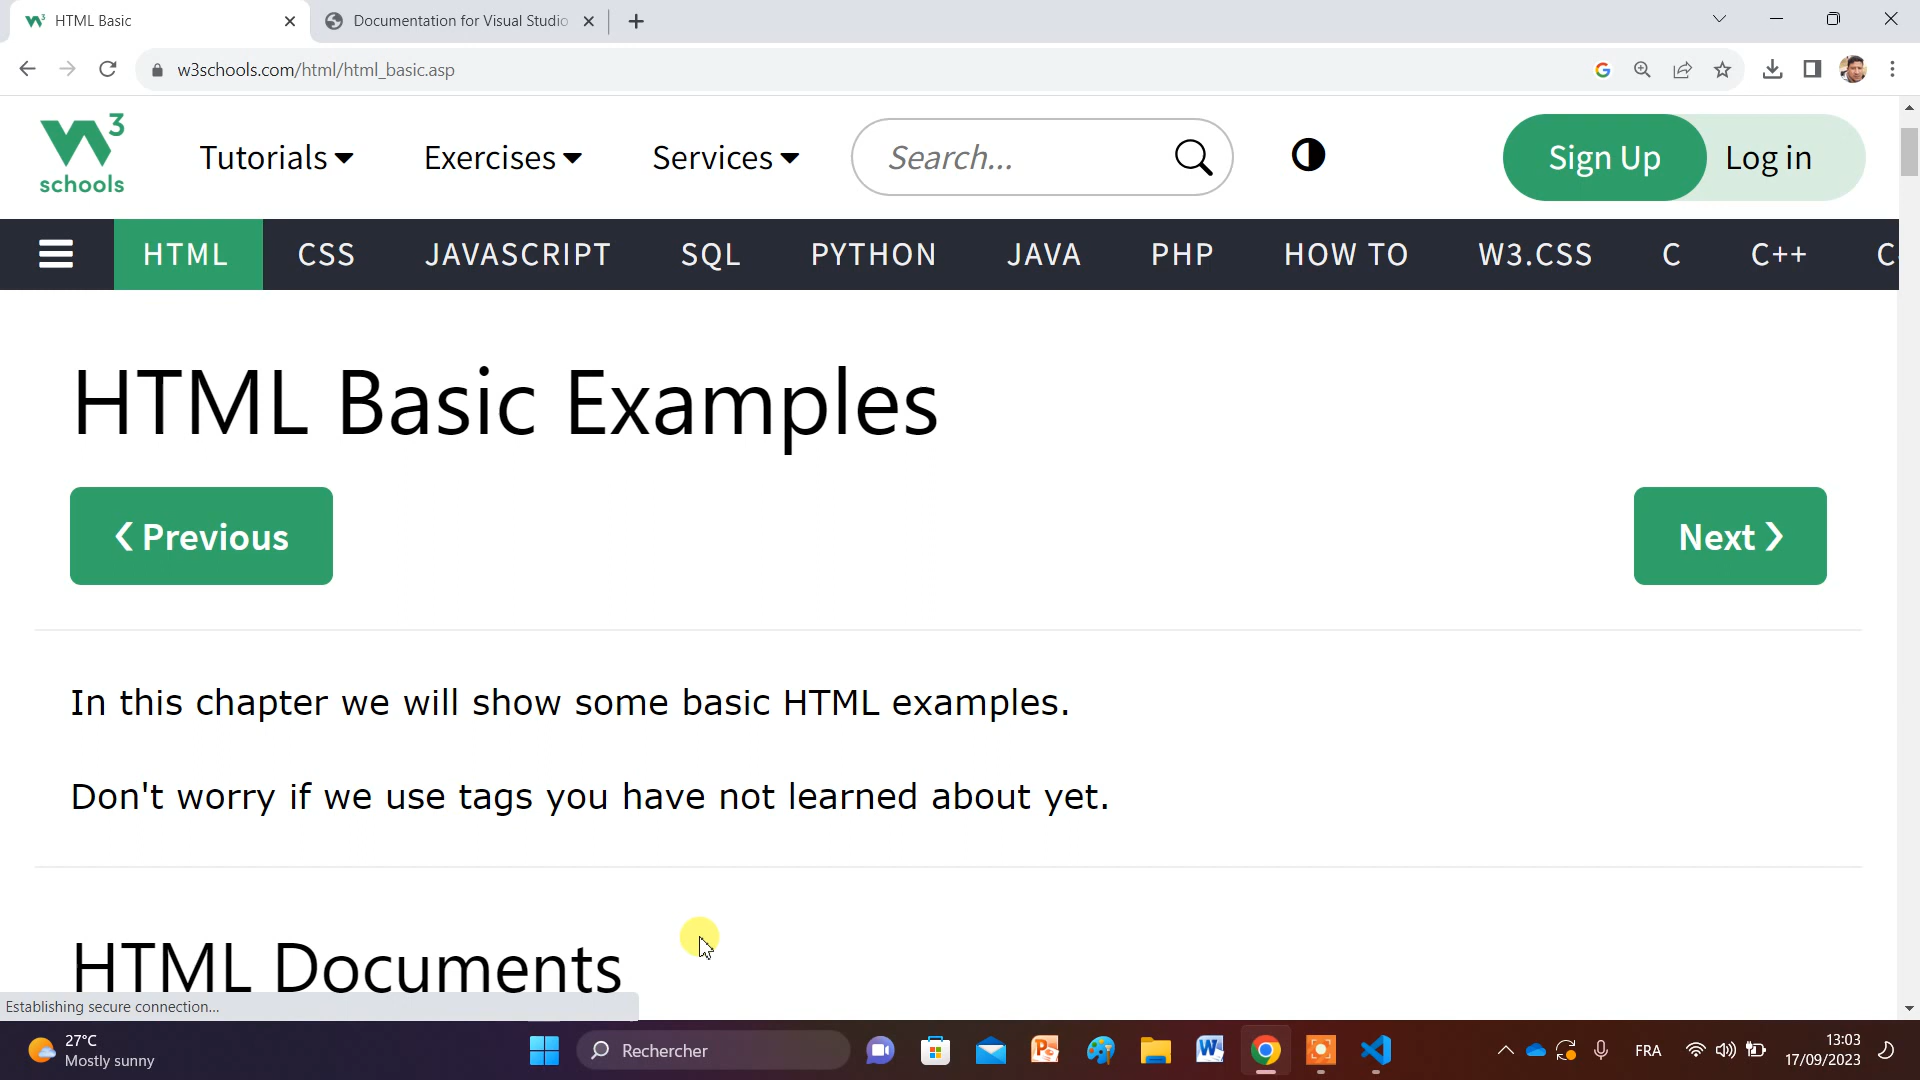 HTML Basic
Documentation for Visual Studio
w3schools.com/html/html_basic.asp
W3 schools
Tutorials
Exercises
Services
Search...
Sign Up
Log in
HTML CSS JAVASCRIPT SQL PYTHON JAVA PHP HOW TO W3.CSS C C++ C
HTML Basic Examples
❮ Previous
Next ❯
In this chapter we will show some basic HTML examples.
Don't worry if we use tags you have not learned about yet.
HTML Documents
Establishing secure connection...
27°C
Mostly sunny
Rechercher
FRA
13:03
17/09/2023